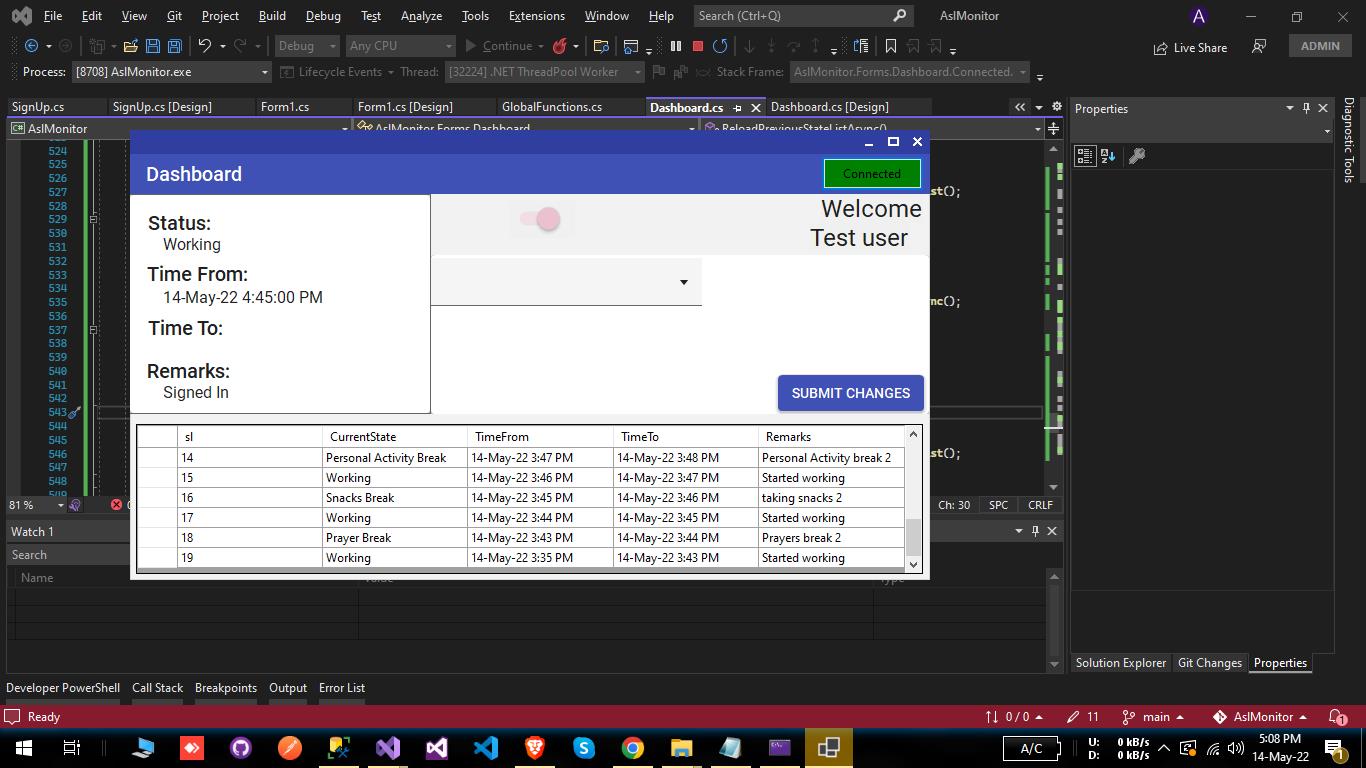 File Edit View Git Project Build Debug Test Analyze Tools Extensions Window Help Search (Ctrl+Q) AslMonitor A
Debug Any CPU Continue Live Share ADMIN
Process: [8708] AslMonitor.exe Lifecycle Events Thread: [32224] .NET ThreadPool Worker Stack Frame: AslMonitor.Forms.Dashboard.Connected.
SignUp.cs SignUp.cs [Design] Form1.cs Form1.cs [Design] GlobalFunctions.cs Dashboard.cs Dashboard.cs [Design]
Properties
Diagnostic Tools
C# AslMonitor AslMonitor.Forms.Dashboard ReloadPreviousStateListAsync()
524
525
526
527 st();
528
529
530
531
532
533
534
535 nc();
536
537
538
539
540
541
542
543
544
545
546 st();
547
548
549
Dashboard
Connected
Welcome
Test user
Status:
Working
Time From:
14-May-22 4:45:00 PM
Time To:
Remarks:
Signed In
SUBMIT CHANGES
sl CurrentState TimeFrom TimeTo Remarks
14 Personal Activity Break 14-May-22 3:47 PM 14-May-22 3:48 PM Personal Activity break 2
15 Working 14-May-22 3:46 PM 14-May-22 3:47 PM Started working
16 Snacks Break 14-May-22 3:45 PM 14-May-22 3:46 PM taking snacks 2
17 Working 14-May-22 3:44 PM 14-May-22 3:45 PM Started working
18 Prayer Break 14-May-22 3:43 PM 14-May-22 3:44 PM Prayers break 2
19 Working 14-May-22 3:35 PM 14-May-22 3:43 PM Started working
81 % Ch: 30 SPC CRLF
Watch 1
Search
Name Value Type
Solution Explorer Git Changes Properties
Developer PowerShell Call Stack Breakpoints Output Error List
Ready 0 / 0 11 main AslMonitor 1
A/C U: 0 kB/s
D: 0 kB/s
5:08 PM
14-May-22
1